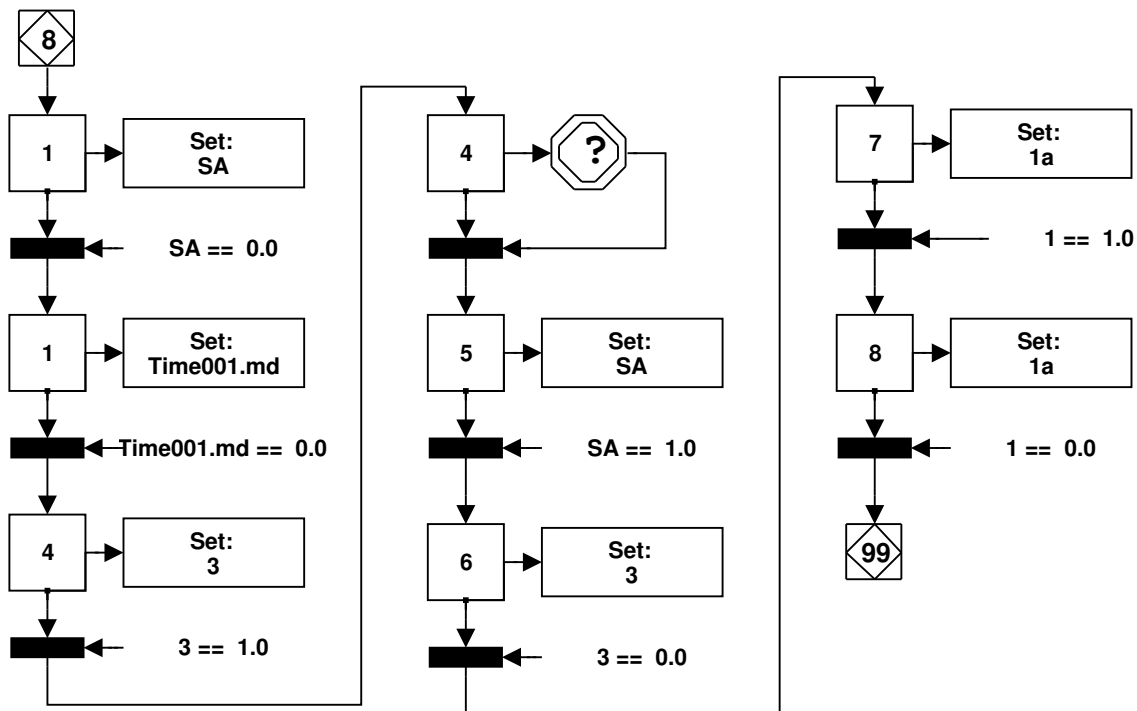 8
1
Set:
SA
SA == 0.0
1
Set:
Time001.md
Time001.md == 0.0
4
Set:
3
3 == 1.0
4
?
5
Set:
SA
SA == 1.0
6
Set:
3
3 == 0.0
7
Set:
1a
1 == 1.0
8
Set:
1a
1 == 0.0
99